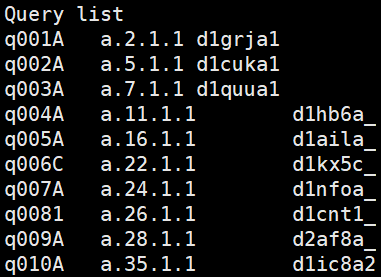 Query list
q001A a.2.1.1 d1grja1
q002A a.5.1.1 d1cuka1
q003A a.7.1.1 d1quua1
q004A a.11.1.1 d1hb6a_
q005A a.16.1.1 d1aila_
q006C a.22.1.1 d1kx5c_
q007A a.24.1.1 d1nfoa_
q0081 a.26.1.1 d1cnt1_
q009A a.28.1.1 d2af8a_
q010A a.35.1.1 d1ic8a2